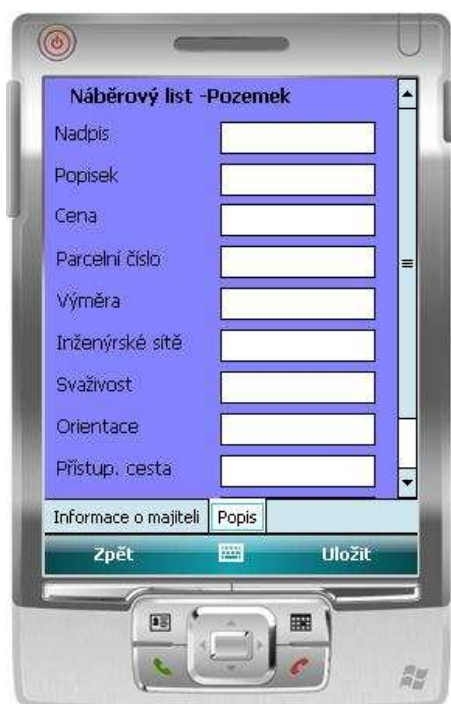 Náběrový list -Pozemek
Nadpis
Popisek
Cena
Parcelní číslo
Výměra
Inženýrské sítě
Svaživost
Orientace
Přístup. cesta
Informace o majiteli Popis
Zpět Uložit